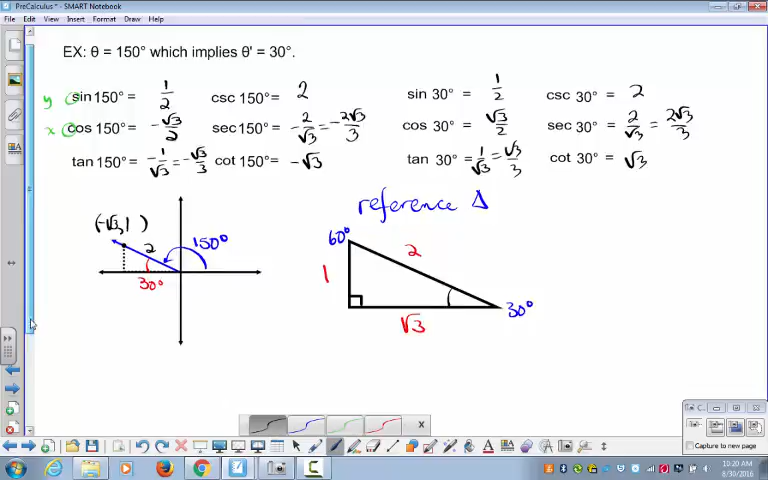 PreCalculus * - SMART Notebook
File Edit View Insert Format Draw Help
EX: θ = 150° which implies θ' = 30°.
y sin 150° = 1/2 csc 150° = 2 sin 30° = 1/2 csc 30° = 2
x cos 150° = -√3/2 sec 150° = -2/√3 = -2√3/3 cos 30° = √3/2 sec 30° = 2/√3 = 2√3/3
tan 150° = -1/√3 = -√3/3 cot 150° = -√3 tan 30° = 1/√3 = √3/3 cot 30° = √3
reference Δ
(-√3, 1)
2 150°
30°
60°
2
1
30°
√3
Capture to new page
10:20 AM
8/30/2016